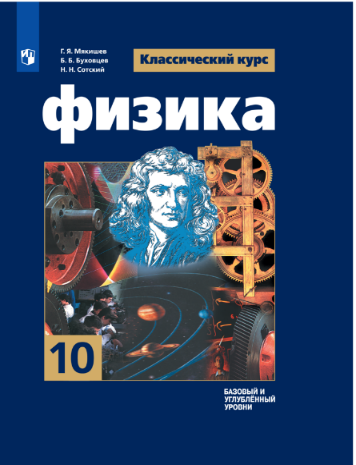 Г. Я. Мякишев
Б. Б. Буховцев
Н. Н. Сотский
Классический курс
физика
10
БАЗОВЫЙ И
УГЛУБЛЁННЫЙ
УРОВНИ